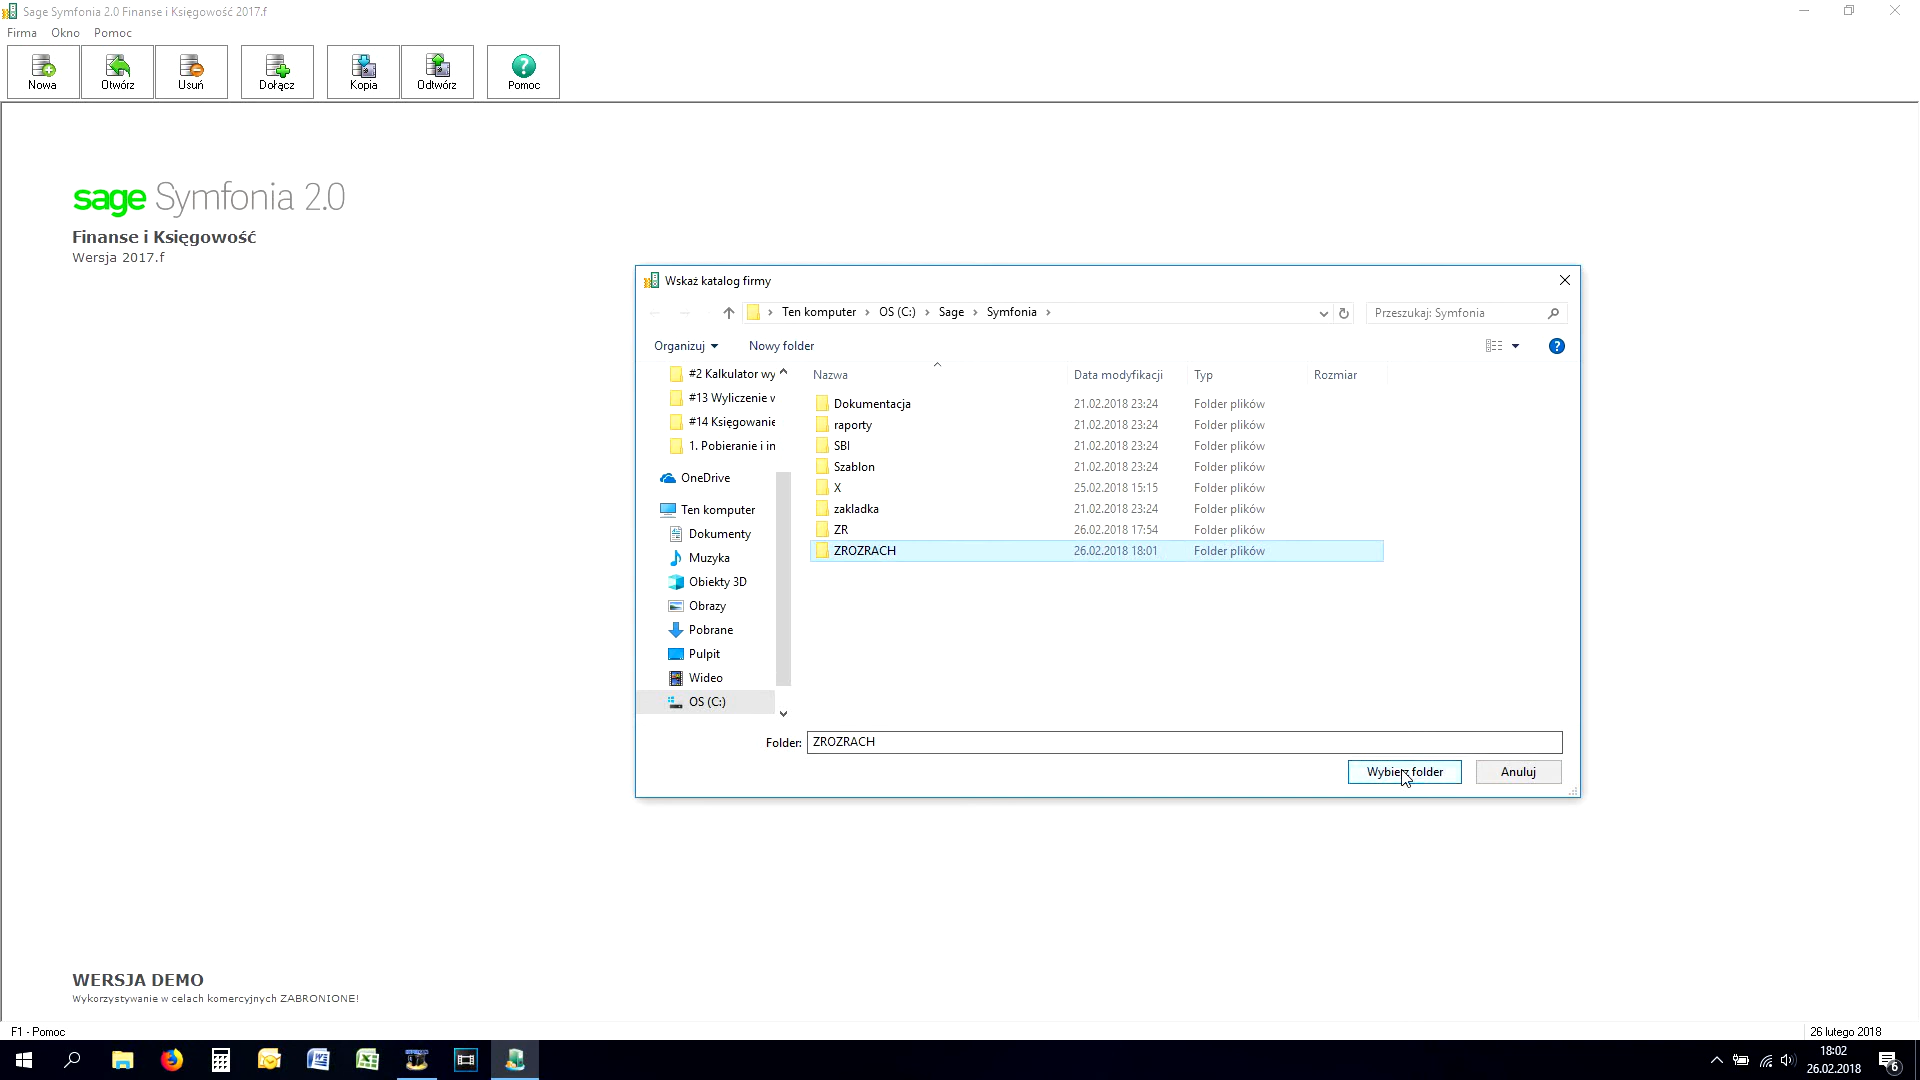 Sage Symfonia 2.0 Finanse i Księgowość 2017.f
Firma Okno Pomoc
Nowa Otwórz Usuń Dołącz Kopia Odtwórz Pomoc
sage Symfonia 2.0
Finanse i Księgowość
Wersja 2017.f
Wskaż katalog firmy
Ten komputer OS (C:) Sage Symfonia
Przeszukaj: Symfonia
Organizuj Nowy folder
#2 Kalkulator wy
#13 Wyliczenie w
#14 Księgowanie
1. Pobieranie i in
OneDrive
Ten komputer
Dokumenty
Muzyka
Obiekty 3D
Obrazy
Pobrane
Pulpit
Wideo
OS (C:)
Nazwa Data modyfikacji Typ Rozmiar
Dokumentacja 21.02.2018 23:24 Folder plików
raporty 21.02.2018 23:24 Folder plików
SBI 21.02.2018 23:24 Folder plików
Szablon 21.02.2018 23:24 Folder plików
X 25.02.2018 15:15 Folder plików
zakladka 21.02.2018 23:24 Folder plików
ZR 26.02.2018 17:54 Folder plików
ZROZRACH 26.02.2018 18:01 Folder plików
Folder: ZROZRACH
Wybierz folder Anuluj
WERSJA DEMO
Wykorzystywanie w celach komercyjnych ZABRONIONE!
F1 - Pomoc
26 lutego 2018
18:02
26.02.2018
6